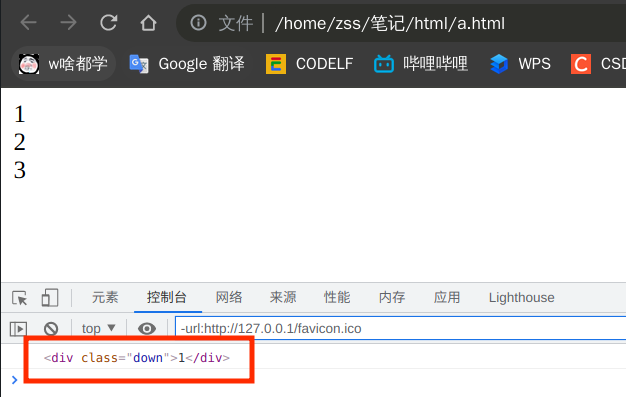 文件 | /home/zss/笔记/html/a.html
w啥都学 Google 翻译 CODELF 哔哩哔哩 WPS CSD
1
2
3
元素 控制台 网络 来源 性能 内存 应用 Lighthouse
top ▼ -url:http://127.0.0.1/favicon.ico
<div class="down">1</div>
>